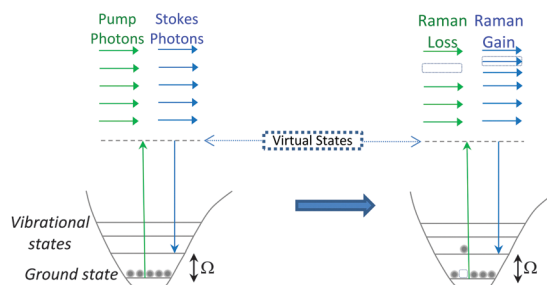 Pump
Photons
Stokes
Photons
Raman
Loss
Raman
Gain
Virtual States
Vibrational
states
Ground state
Ω
Ω